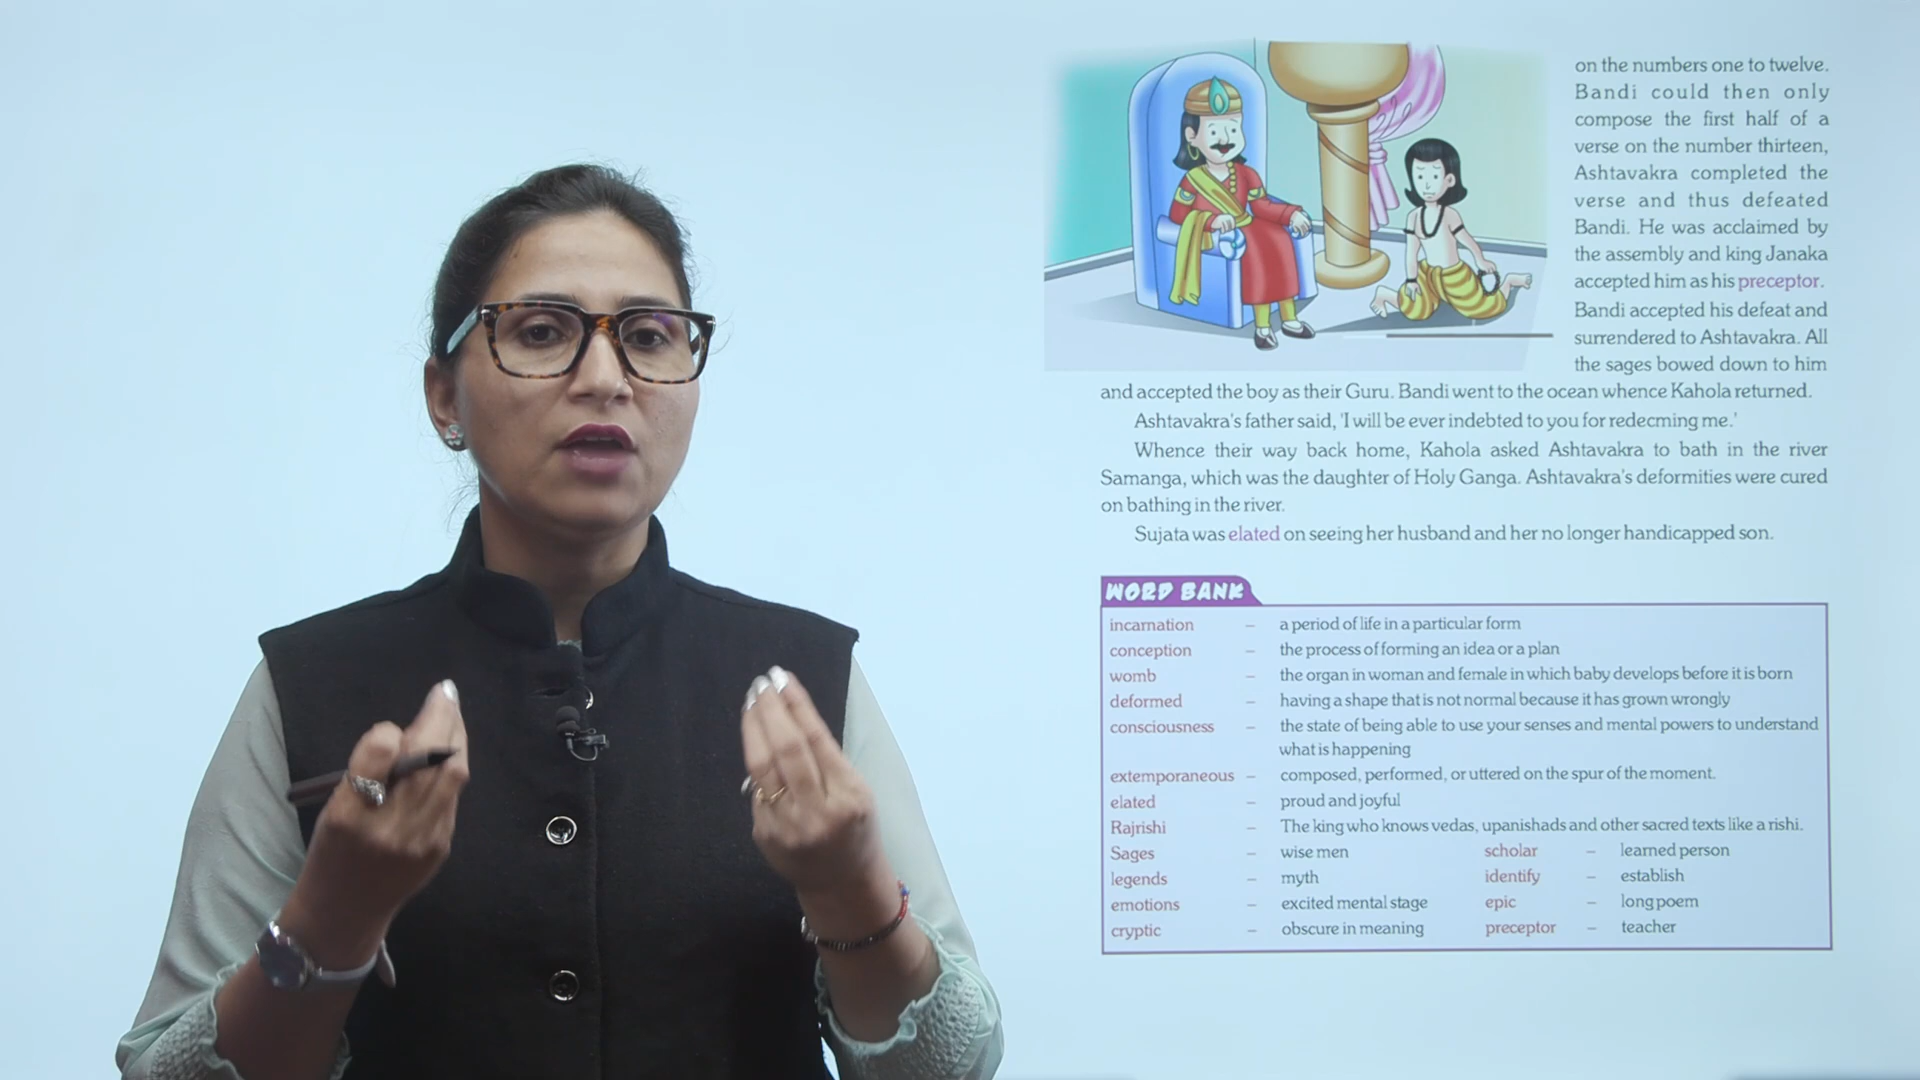 on the numbers one to twelve.
Bandi could then only
compose the first half of a
verse on the number thirteen,
Ashtavakra completed the
verse and thus defeated
Bandi. He was acclaimed by
the assembly and king Janaka
accepted him as his preceptor.
Bandi accepted his defeat and
surrendered to Ashtavakra. All
the sages bowed down to him
and accepted the boy as their Guru. Bandi went to the ocean whence Kahola returned.
Ashtavakra's father said, 'I will be ever indebted to you for redecming me.'
Whence their way back home, Kahola asked Ashtavakra to bath in the river
Samanga, which was the daughter of Holy Ganga. Ashtavakra's deformities were cured
on bathing in the river.
Sujata was elated on seeing her husband and her no longer handicapped son.
WORD BANK
incarnation – a period of life in a particular form
conception – the process of forming an idea or a plan
womb – the organ in woman and female in which baby develops before it is born
deformed – having a shape that is not normal because it has grown wrongly
consciousness – the state of being able to use your senses and mental powers to understand
what is happening
extemporaneous – composed, performed, or uttered on the spur of the moment.
elated – proud and joyful
Rajrishi – The king who knows vedas, upanishads and other sacred texts like a rishi.
Sages – wise men scholar – learned person
legends – myth identify – establish
emotions – excited mental stage epic – long poem
cryptic – obscure in meaning preceptor – teacher